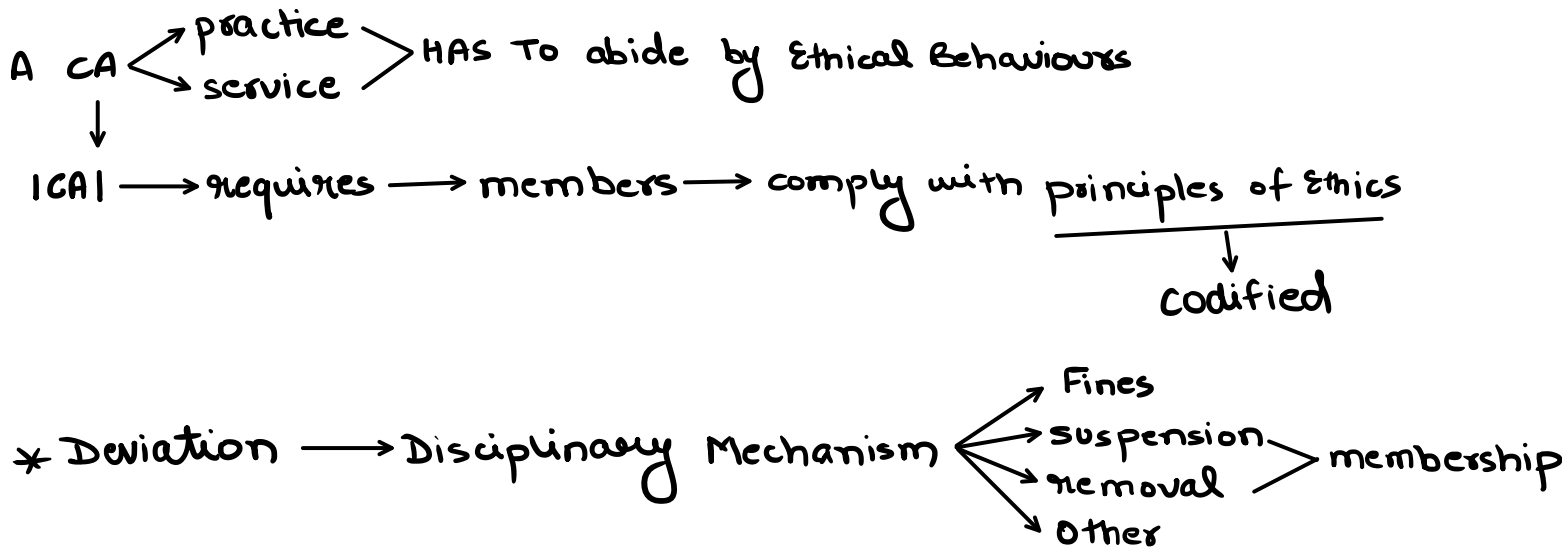 practice
A CA HAS TO abide by Ethical Behaviours
service
ICAI requires members comply with principles of Ethics
codified
Fines
* Deviation Disciplinary Mechanism suspension membership
removal
Other